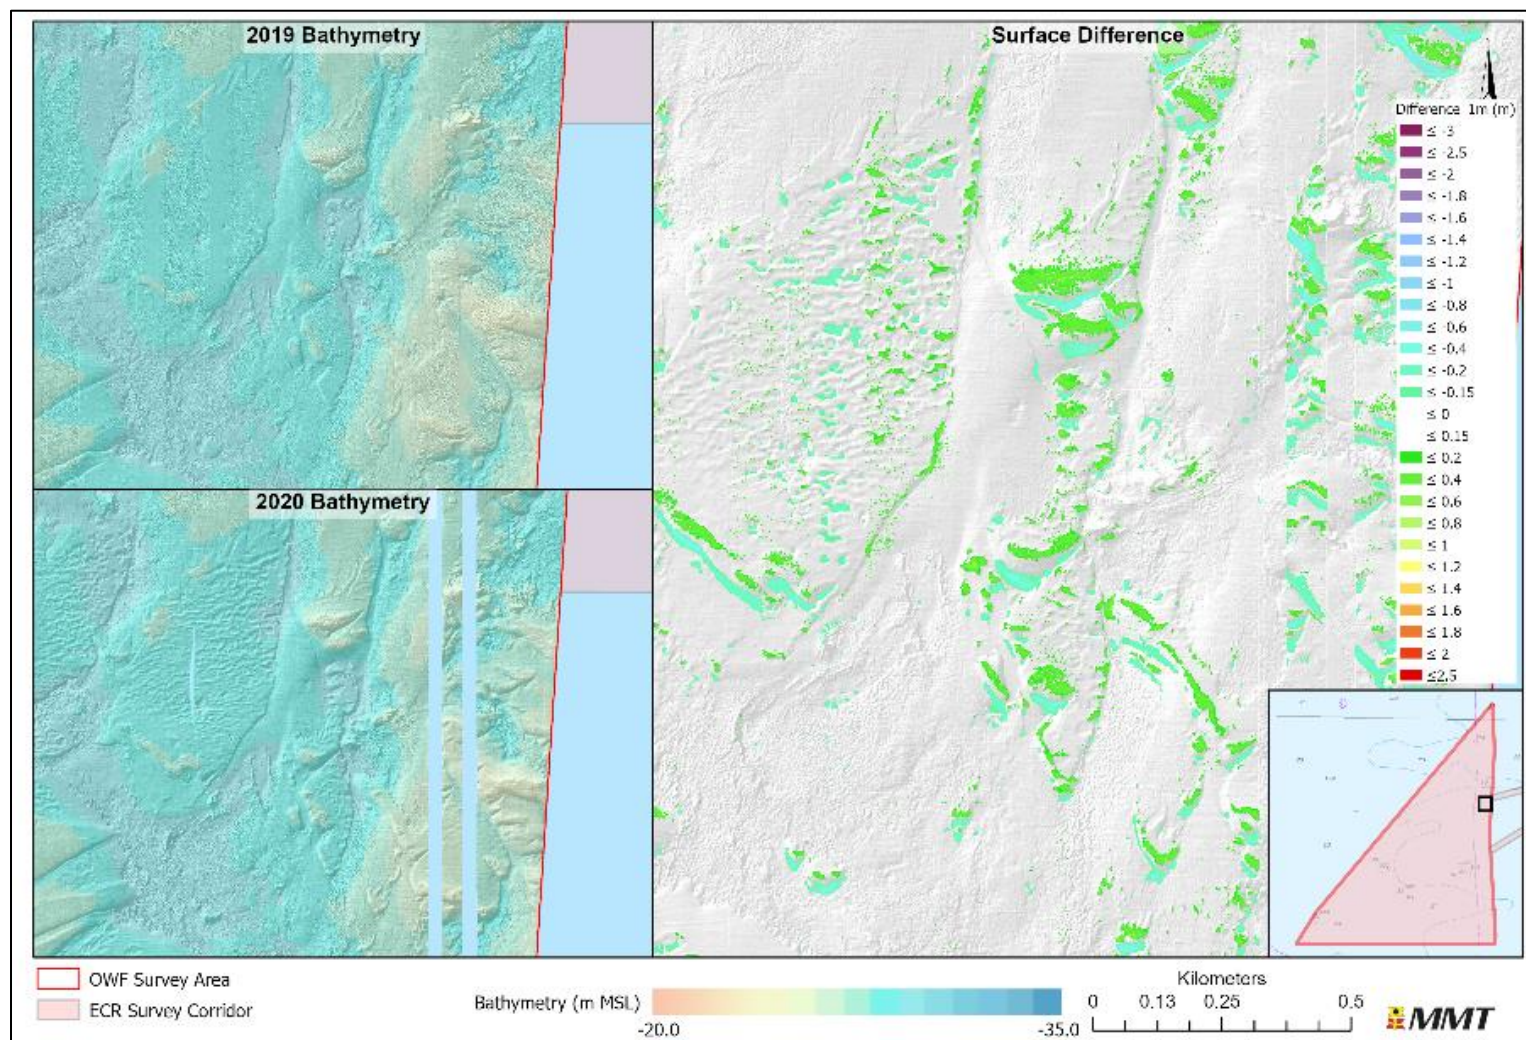 2019 Bathymetry
Surface Difference
Difference 1m (m)
≤ -3
≤ -2.5
≤ -2
≤ -1.8
≤ -1.6
≤ -1.4
≤ -1.2
≤ -1
≤ -0.8
≤ -0.6
≤ -0.4
≤ -0.2
≤ -0.15
≤ 0
≤ 0.15
≤ 0.2
≤ 0.4
≤ 0.6
≤ 0.8
≤ 1
≤ 1.2
≤ 1.4
≤ 1.6
≤ 1.8
≤ 2
≤2.5
2020 Bathymetry
OWF Survey Area
ECR Survey Corridor
Bathymetry (m MSL)
-20.0
-35.0
Kilometers
0 0.13 0.25 0.5
MMT